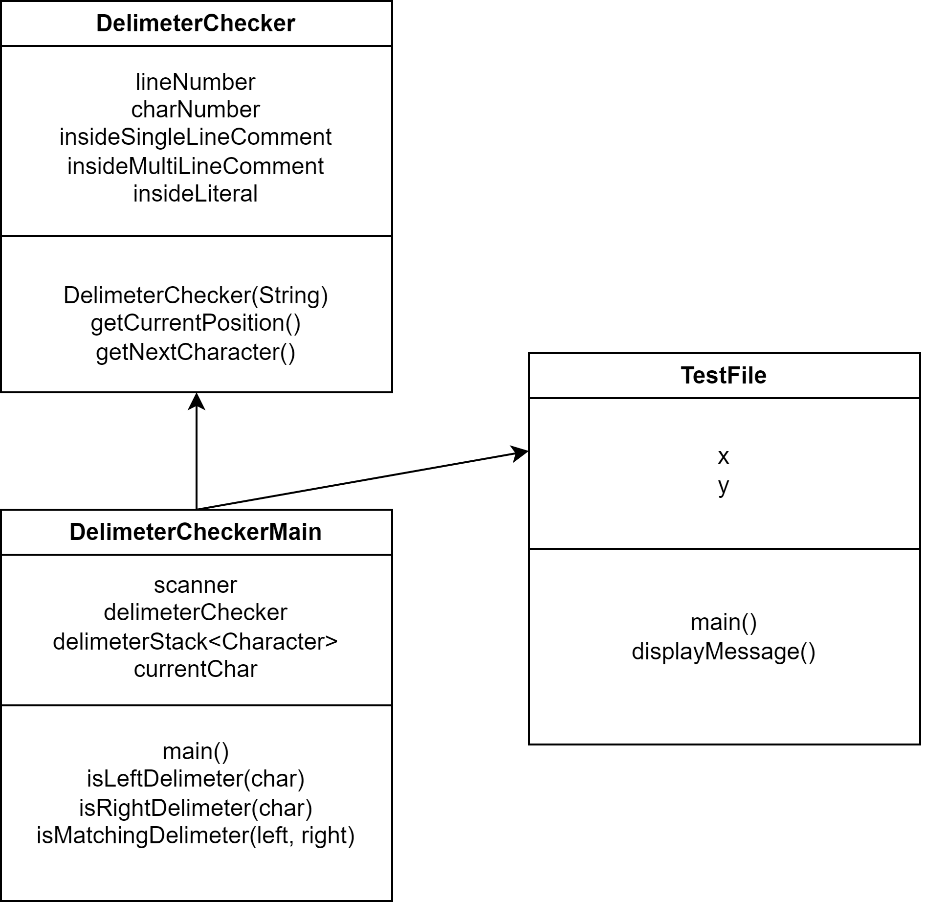 DelimeterChecker
lineNumber
charNumber
insideSingleLineComment
insideMultiLineComment
insideLiteral
DelimeterChecker(String)
getCurrentPosition()
getNextCharacter()
TestFile
x
y
main()
displayMessage()
DelimeterCheckerMain
scanner
delimeterChecker
delimeterStack<Character>
currentChar
main()
isLeftDelimeter(char)
isRightDelimeter(char)
isMatchingDelimeter(left, right)